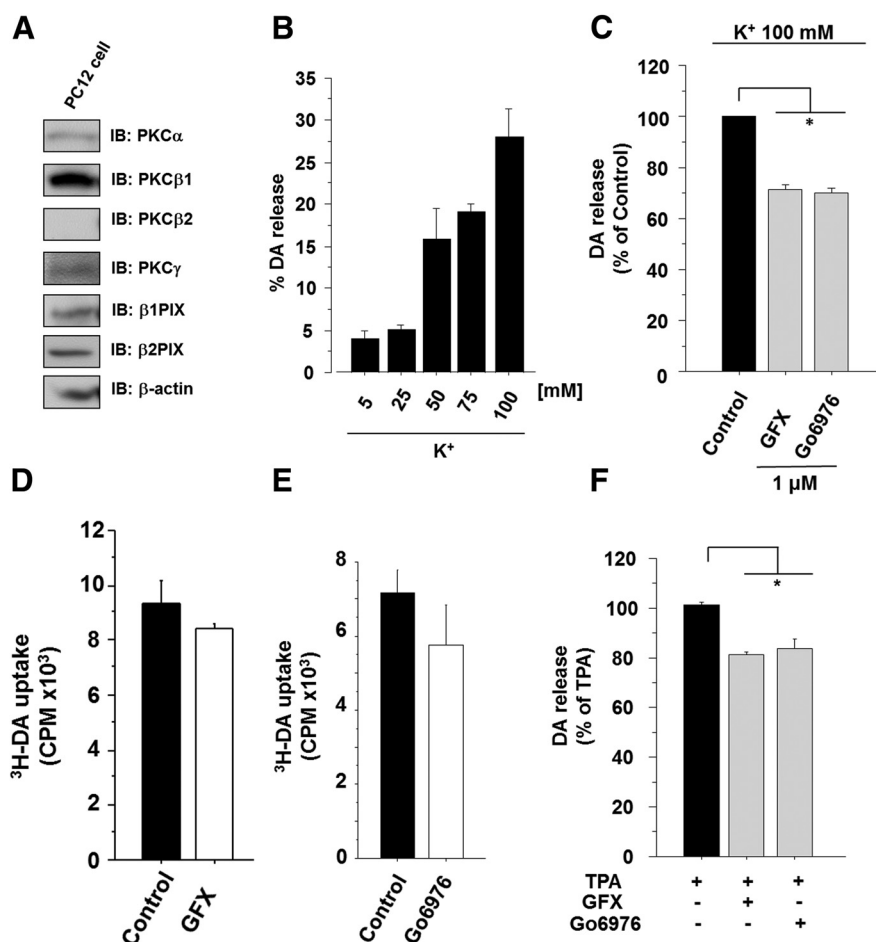 A
PC12 cell
IB: PKCα
IB: PKCβ1
IB: PKCβ2
IB: PKCγ
IB: β1PIX
IB: β2PIX
IB: β-actin
B
% DA release
35
30
25
20
15
10
5
0
5
25
50
75
100
[mM]
K⁺
C
K⁺ 100 mM
DA release
(% of Control)
120
100
80
60
40
20
0
*
Control
GFX
Go6976
1 µM
D
³H-DA uptake
(CPM x10³)
12
10
8
6
4
2
0
Control
GFX
E
³H-DA uptake
(CPM x10³)
8
6
4
2
0
Control
Go6976
F
DA release
(% of TPA)
120
100
80
60
40
20
0
*
TPA + + +
GFX - + -
Go6976 - - +